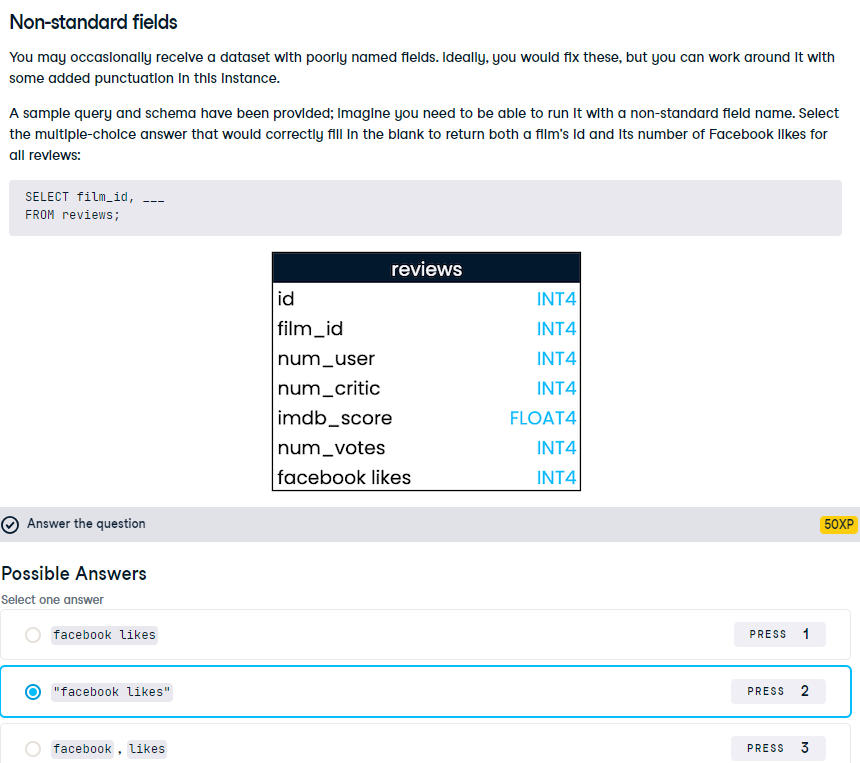 Non-standard fields
You may occasionally receive a dataset with poorly named fields. Ideally, you would fix these, but you can work around it with
some added punctuation in this instance.
A sample query and schema have been provided; imagine you need to be able to run it with a non-standard field name. Select
the multiple-choice answer that would correctly fill in the blank to return both a film's id and its number of Facebook likes for
all reviews:
SELECT film_id, ___
FROM reviews;
reviews
id INT4
film_id INT4
num_user INT4
num_critic INT4
imdb_score FLOAT4
num_votes INT4
facebook likes INT4
Answer the question 50XP
Possible Answers
Select one answer
facebook likes PRESS 1
"facebook likes" PRESS 2
facebook , likes PRESS 3